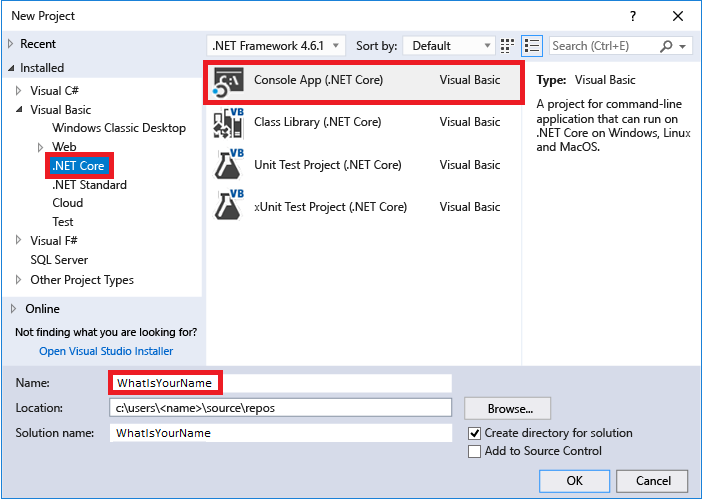 New Project
?
Recent
.NET Framework 4.6.1
Sort by:
Default
Search (Ctrl+E)
Installed
Visual C#
Visual Basic
Windows Classic Desktop
Web
.NET Core
.NET Standard
Cloud
Test
Visual F#
SQL Server
Other Project Types
Online
Not finding what you are looking for?
Open Visual Studio Installer
C:\
Console App (.NET Core) Visual Basic
VB
Class Library (.NET Core) Visual Basic
VB
Unit Test Project (.NET Core) Visual Basic
VB
xUnit Test Project (.NET Core) Visual Basic
Type: Visual Basic
A project for command-line
application that can run on
.NET Core on Windows, Linux
and MacOS.
Name: WhatIsYourName
Location: c:\users\<name>\source\repos
Browse...
Solution name: WhatIsYourName
Create directory for solution
Add to Source Control
OK
Cancel